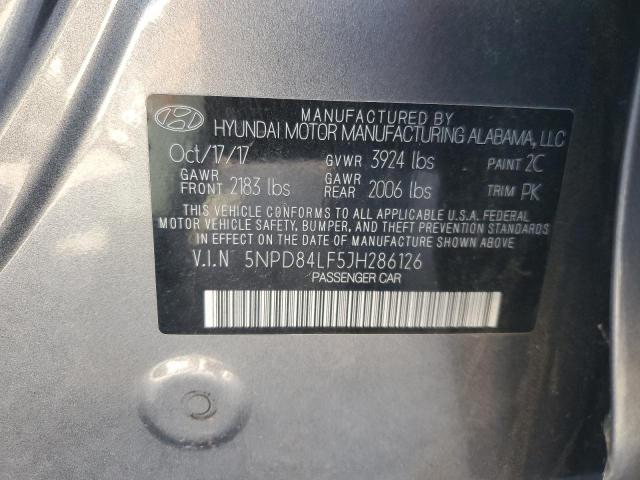 MANUFACTURED BY
HYUNDAI MOTOR MANUFACTURING ALABAMA, LLC
Oct/17/17 GVWR 3924 lbs PAINT 2C
GAWR FRONT 2183 lbs GAWR REAR 2006 lbs TRIM PK
THIS VEHICLE CONFORMS TO ALL APPLICABLE U.S.A. FEDERAL
MOTOR VEHICLE SAFETY, BUMPER, AND THEFT PREVENTION STANDARDS
IN EFFECT ON THE DATE OF MANUFACTURE SHOWN ABOVE.
V.I.N 5NPD84LF5JH286126
PASSENGER CAR